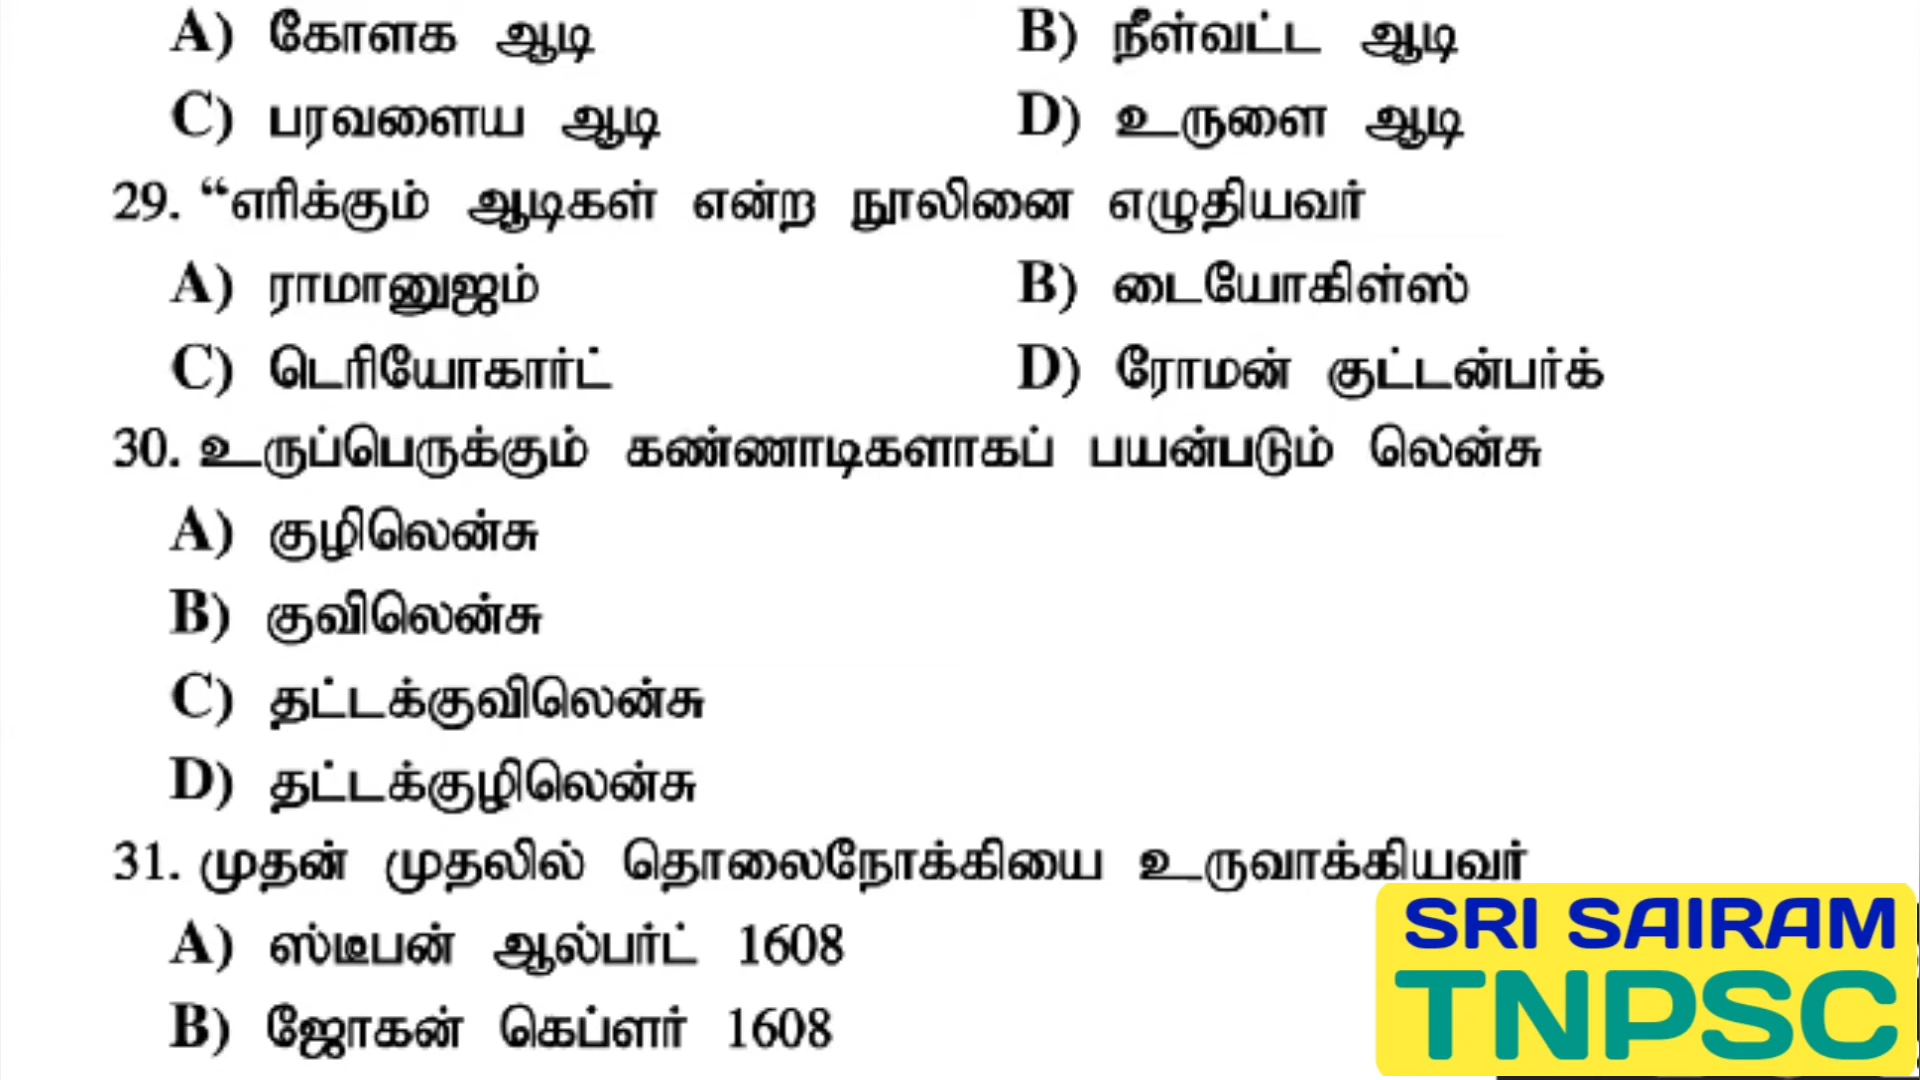 A) கோளக ஆடி B) நீள்வட்ட ஆடி
C) பரவளைய ஆடி D) உருளை ஆடி
29. “எரிக்கும் ஆடிகள் என்ற நூலினை எழுதியவர்
A) ராமானுஜம் B) டையோகிள்ஸ்
C) டெரியோகார்ட் D) ரோமன் குட்டன்பர்க்
30. உருப்பெருக்கும் கண்ணாடிகளாகப் பயன்படும் லென்சு
A) குழிலென்சு
B) குவிலென்சு
C) தட்டக்குவிலென்சு
D) தட்டக்குழிலென்சு
31. முதன் முதலில் தொலைநோக்கியை உருவாக்கியவர்
A) ஸ்டீபன் ஆல்பர்ட் 1608
B) ஜோகன் கெப்ளர் 1608
SRI SAIRAM
TNPSC